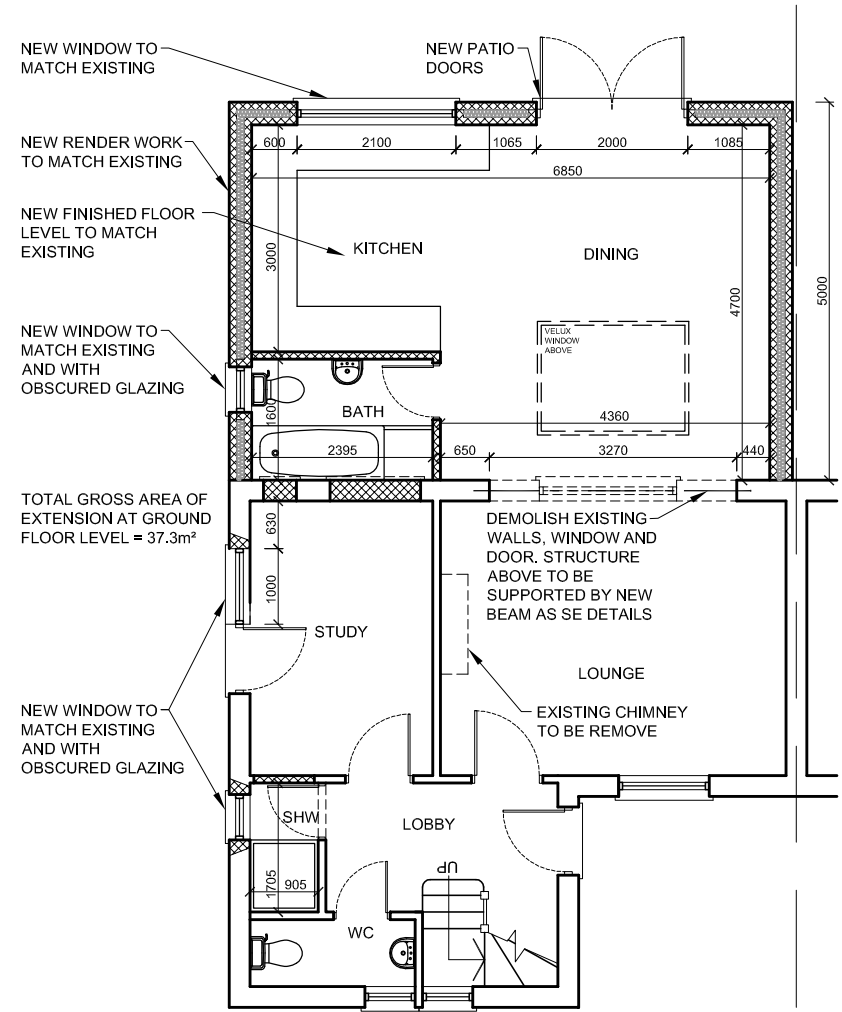 NEW WINDOW TO
MATCH EXISTING
NEW PATIO
DOORS
NEW RENDER WORK
TO MATCH EXISTING
600
2100
1065
2000
1085
6850
NEW FINISHED FLOOR
LEVEL TO MATCH
EXISTING
KITCHEN
DINING
3000
4700
5000
NEW WINDOW TO
MATCH EXISTING
AND WITH
OBSCURED GLAZING
VELUX
WINDOW
ABOVE
BATH
1600
4360
2395
650
3270
440
TOTAL GROSS AREA OF
EXTENSION AT GROUND
FLOOR LEVEL = 37.3m²
630
1000
DEMOLISH EXISTING
WALLS, WINDOW AND
DOOR. STRUCTURE
ABOVE TO BE
SUPPORTED BY NEW
BEAM AS SE DETAILS
STUDY
LOUNGE
NEW WINDOW TO
MATCH EXISTING
AND WITH
OBSCURED GLAZING
EXISTING CHIMNEY
TO BE REMOVE
SHW
LOBBY
UP
1705
905
WC